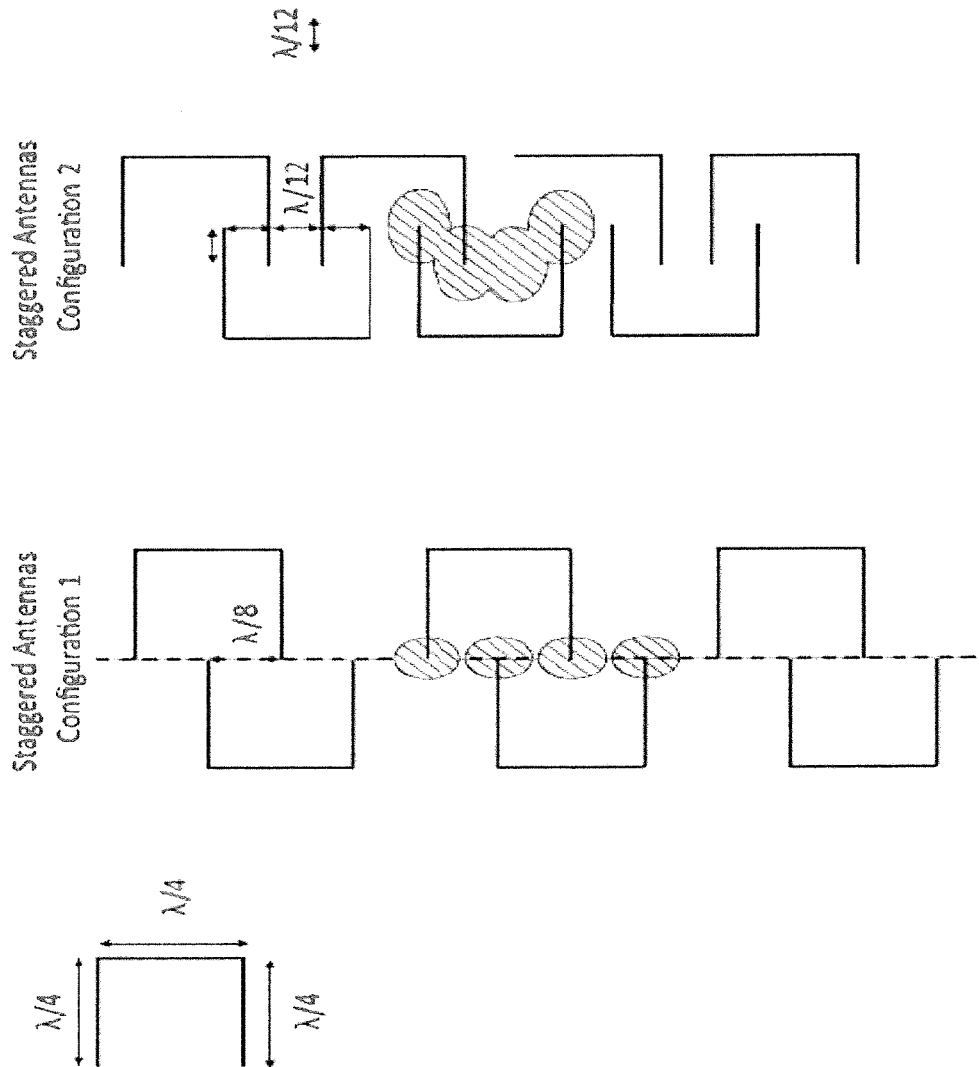 Staggered Antennas
Configuration 2
λ/12
λ/12
Staggered Antennas
Configuration 1
λ/8
λ/4
λ/4
λ/4